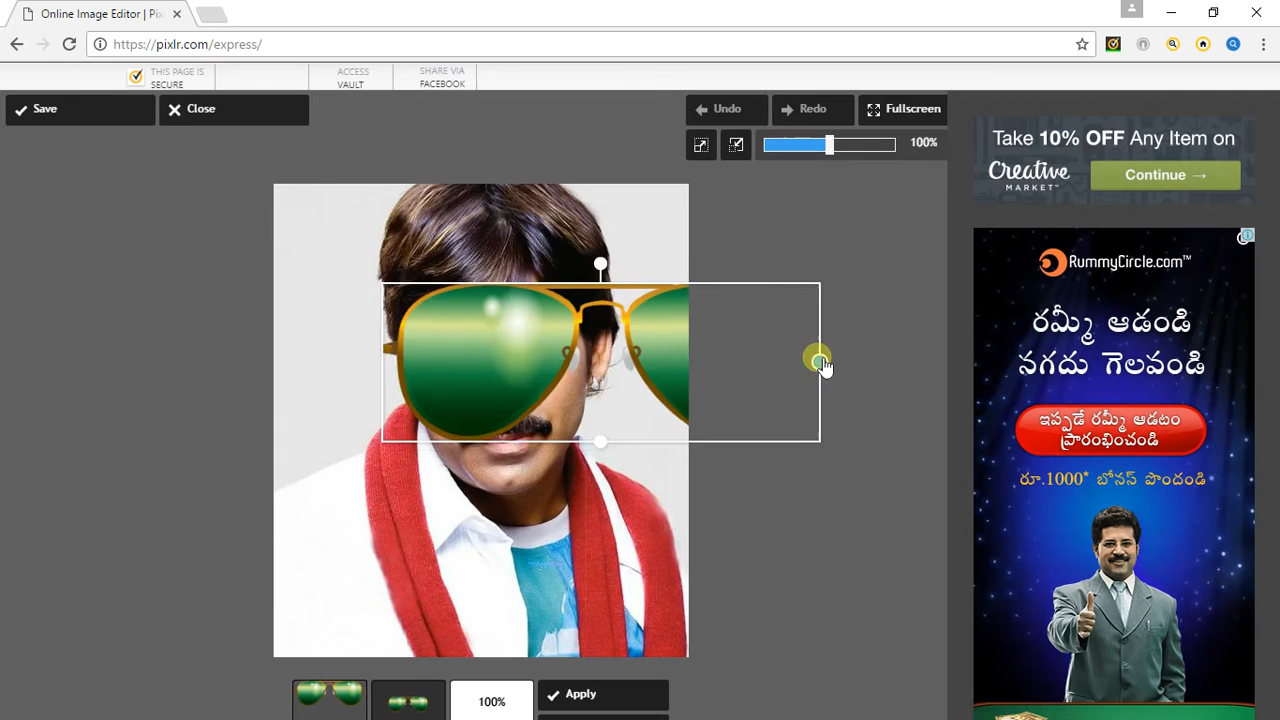 Online Image Editor | Pix
https://pixlr.com/express/
THIS PAGE IS
SECURE
ACCESS
VAULT
SHARE VIA
FACEBOOK
Save
Close
Undo
Redo
Fullscreen
100%
Take 10% OFF Any Item on
Creative
MARKET™
Continue →
RummyCircle.com™
రమ్మీ ఆడండి
నగదు గెలవండి
ఇప్పుడే రమ్మీ ఆడటం
ప్రారంభించండి
రూ.1000* బోనస్ పొందండి
100%
Apply